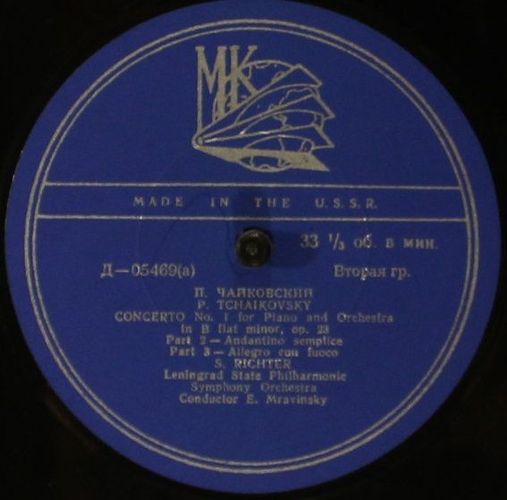 МК
MADE IN THE U.S.S.R.
33 1/3 об. в мин.
Д—05469(а) Вторая гр.
П. ЧАЙКОВСКИЙ
P. TCHAIKOVSKY
CONCERTO No. 1 for Piano and Orchestra
in B flat minor, op. 23
Part 2 — Andantino semplice
Part 3 — Allegro con fuoco
S. RICHTER
Leningrad State Philharmonic
Symphony Orchestra
Conductor E. Mravinsky